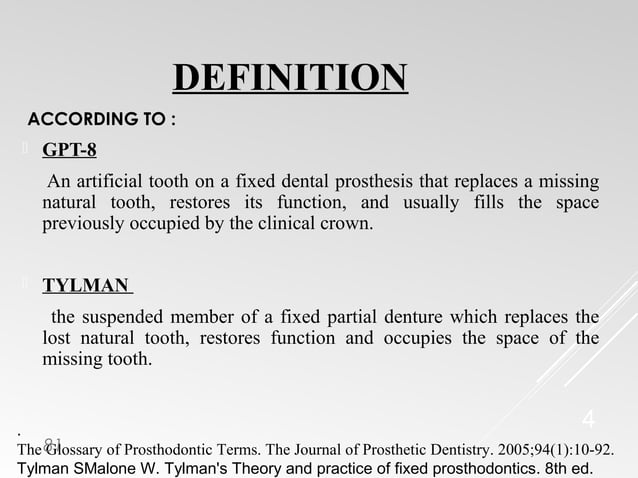 DEFINITION
ACCORDING TO :
GPT-8
An artificial tooth on a fixed dental prosthesis that replaces a missing
natural tooth, restores its function, and usually fills the space
previously occupied by the clinical crown.
TYLMAN
the suspended member of a fixed partial denture which replaces the
lost natural tooth, restores function and occupies the space of the
missing tooth.
4
.
The Glossary of Prosthodontic Terms. The Journal of Prosthetic Dentistry. 2005;94(1):10-92.
Tylman SMalone W. Tylman's Theory and practice of fixed prosthodontics. 8th ed.